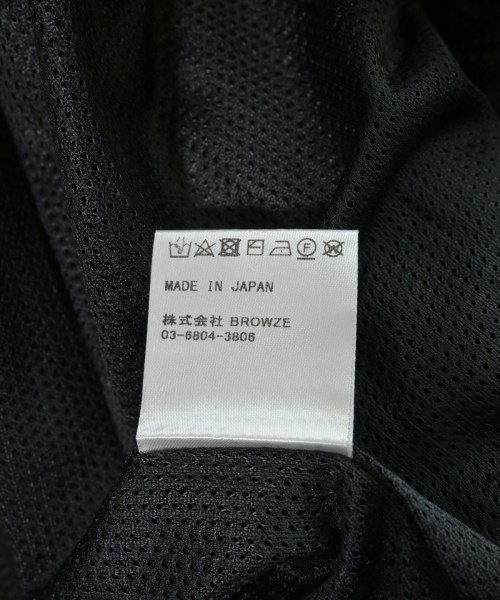 MADE IN JAPAN
株式会社 BROWZE
03-6804-3806